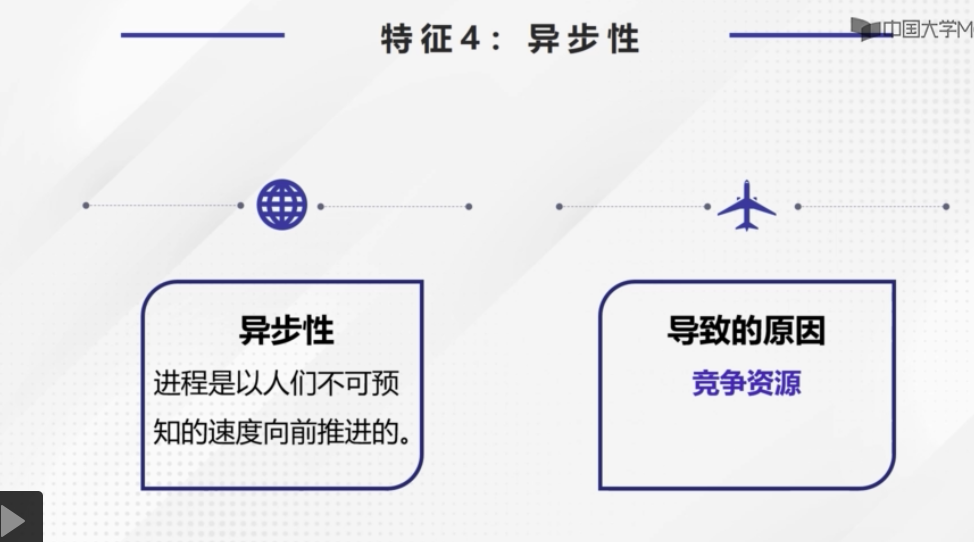 特征4：异步性
中国大学M
异步性
进程是以人们不可预
知的速度向前推进的。
导致的原因
竞争资源